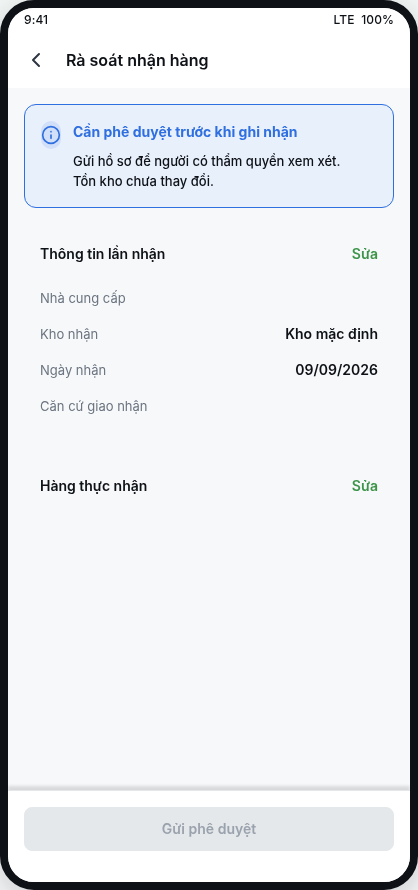 9:41 LTE 100%
Rà soát nhận hàng
Cần phê duyệt trước khi ghi nhận
Gửi hồ sơ để người có thẩm quyền xem xét.
Tồn kho chưa thay đổi.
Thông tin lần nhận Sửa
Nhà cung cấp
Kho nhận Kho mặc định
Ngày nhận 09/09/2026
Căn cứ giao nhận
Hàng thực nhận Sửa
Gửi phê duyệt